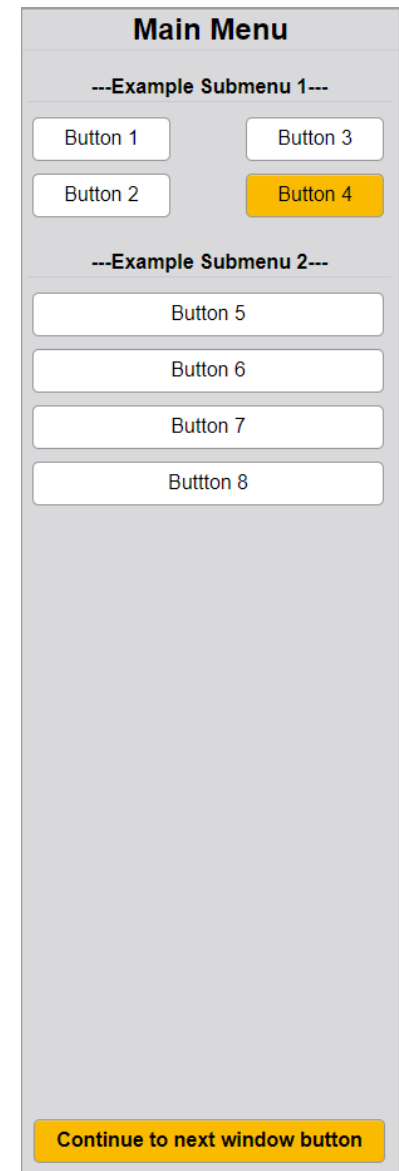 Main Menu
---Example Submenu 1---
Button 1
Button 3
Button 2
Button 4
---Example Submenu 2---
Button 5
Button 6
Button 7
Buttton 8
Continue to next window button